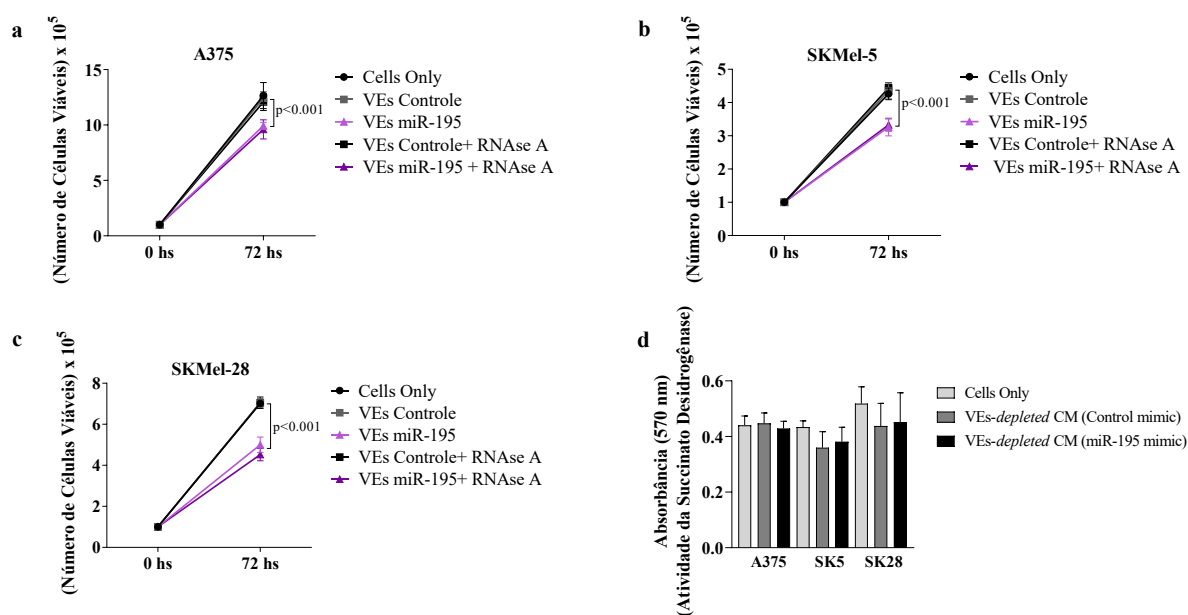 a
A375
(Número de Células Viáveis) x 10⁵
15
10
5
0
0 hs
72 hs
p<0.001
Cells Only
VEs Controle
VEs miR-195
VEs Controle+ RNAse A
VEs miR-195 + RNAse A
b
SKMel-5
(Número de Células Viáveis) x 10⁵
5
4
3
2
1
0
0 hs
72 hs
p<0.001
Cells Only
VEs Controle
VEs miR-195
VEs Controle+ RNAse A
VEs miR-195+ RNAse A
c
SKMel-28
(Número de Células Viáveis) x 10⁵
8
6
4
2
0
0 hs
72 hs
p<0.001
Cells Only
VEs Controle
VEs miR-195
VEs Controle+ RNAse A
VEs miR-195+ RNAse A
d
Absorbância (570 nm)
(Atividade da Succinato Desidrogênase)
0.6
0.4
0.2
0.0
A375
SK5
SK28
Cells Only
VEs-depleted CM (Control mimic)
VEs-depleted CM (miR-195 mimic)